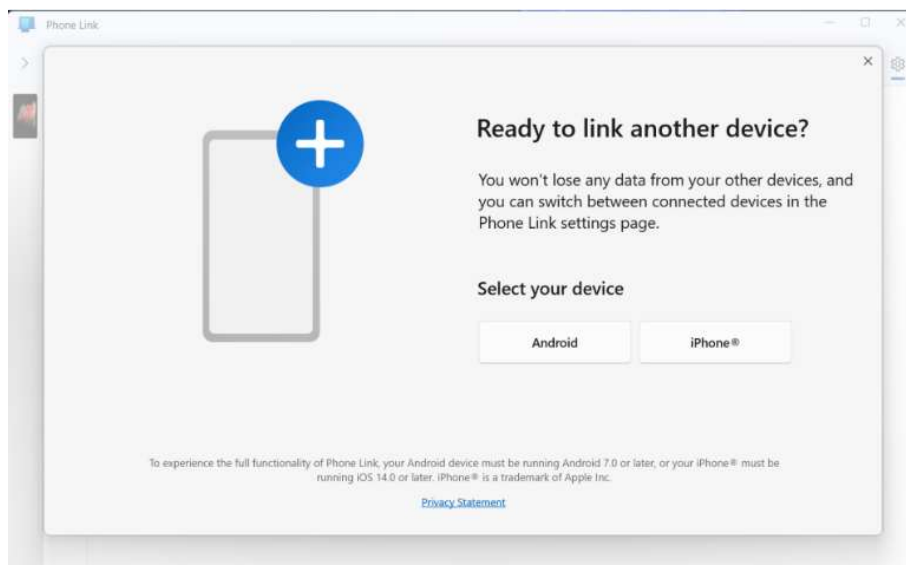 Phone Link
Ready to link another device?
You won't lose any data from your other devices, and
you can switch between connected devices in the
Phone Link settings page.
Select your device
Android
iPhone®
To experience the full functionality of Phone Link, your Android device must be running Android 7.0 or later, or your iPhone® must be
running iOS 14.0 or later. iPhone® is a trademark of Apple Inc.
Privacy Statement